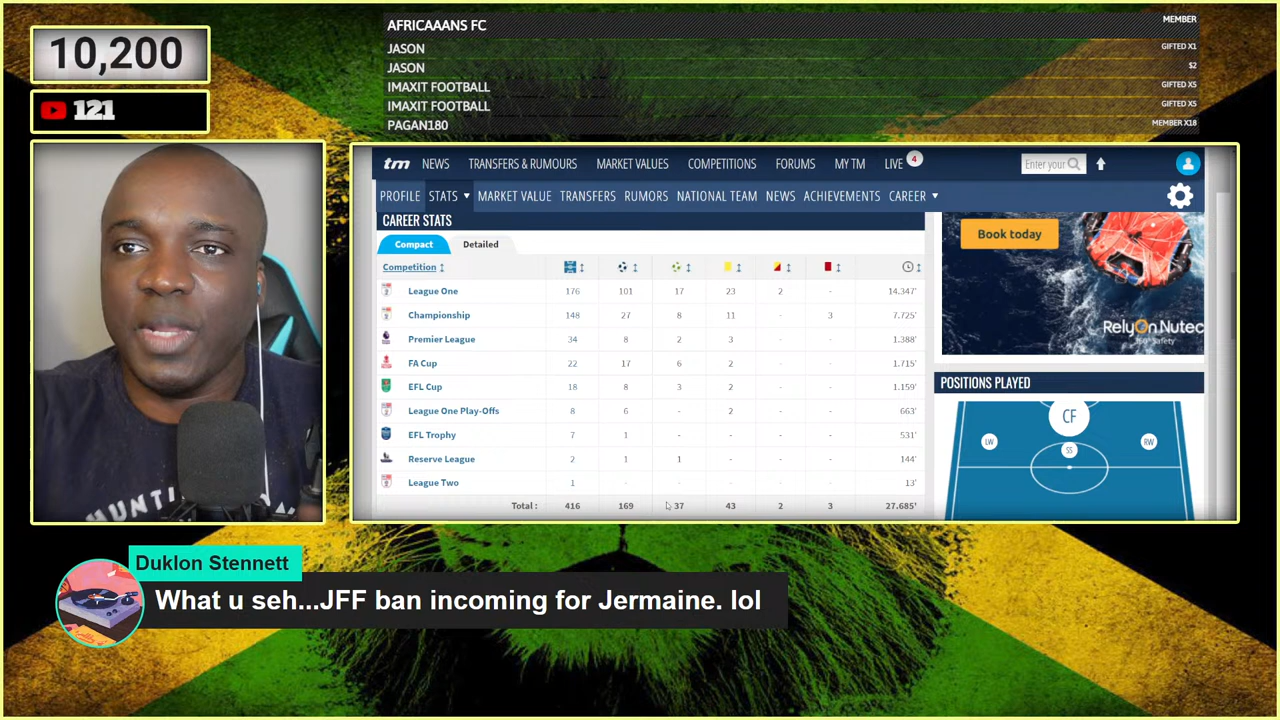 10,200
121
AFRICAAANS FC MEMBER
JASON GIFTED X1
JASON $2
IMAXIT FOOTBALL GIFTED X5
IMAXIT FOOTBALL GIFTED X5
PAGAN180 MEMBER X18
tm NEWS TRANSFERS & RUMOURS MARKET VALUES COMPETITIONS FORUMS MY TM LIVE 4 Enter your
PROFILE STATS MARKET VALUE TRANSFERS RUMORS NATIONAL TEAM NEWS ACHIEVEMENTS CAREER
CAREER STATS
Compact Detailed
Competition
League One 176 101 17 23 2 - 14.347'
Championship 148 27 8 11 - 3 7.725'
Premier League 34 8 2 3 - - 1.388'
FA Cup 22 17 6 2 - - 1.715'
EFL Cup 18 8 3 2 - - 1.159'
League One Play-Offs 8 6 - 2 - - 663'
EFL Trophy 7 1 - - - - 531'
Reserve League 2 1 1 - - - 144'
League Two 1 - - - - - 13'
Total : 416 169 37 43 2 3 27.685'
Book today
RelyOn Nutec
360° Safety
POSITIONS PLAYED
CF
LW
SS
RW
HUNTIN
Duklon Stennett
What u seh...JFF ban incoming for Jermaine. lol